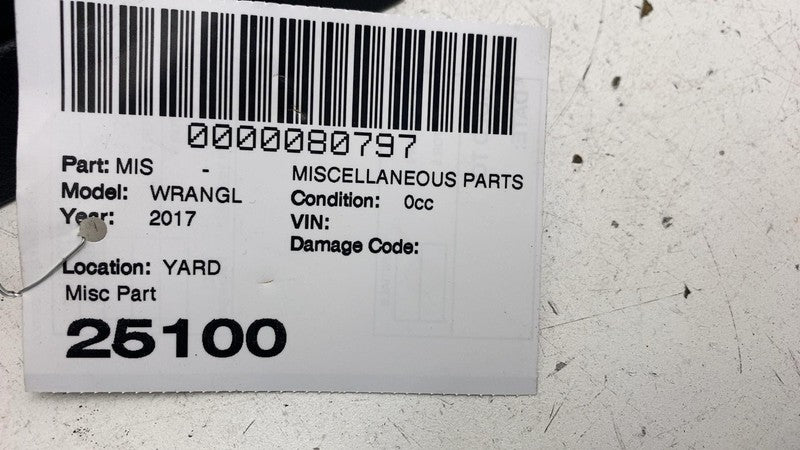 0000080797
Part: MIS - MISCELLANEOUS PARTS
Model: WRANGL Condition: 0cc
Year: 2017 VIN:
Damage Code:
Location: YARD
Misc Part
25100